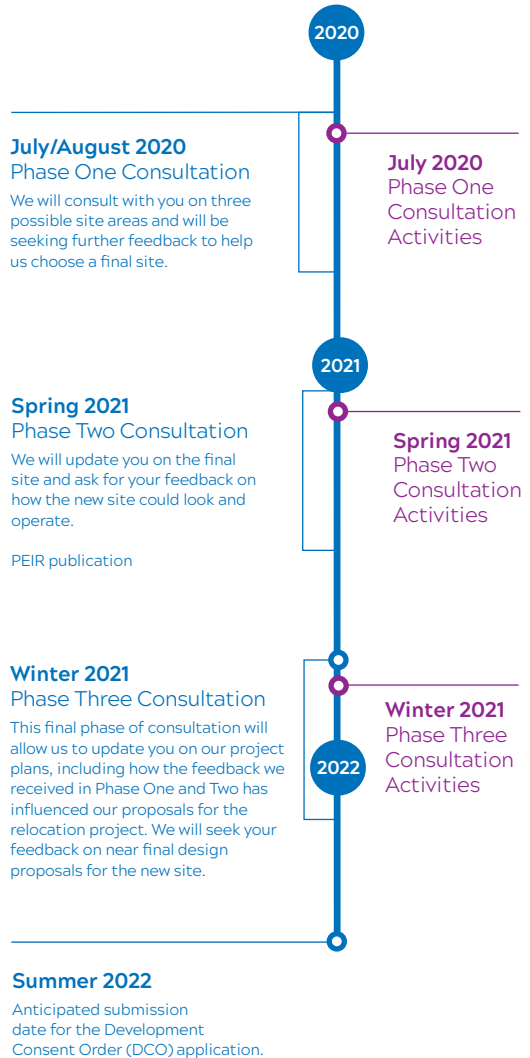 2020
July/August 2020
Phase One Consultation
We will consult with you on three
possible site areas and will be
seeking further feedback to help
us choose a final site.
July 2020
Phase One
Consultation
Activities
2021
Spring 2021
Phase Two Consultation
We will update you on the final
site and ask for your feedback on
how the new site could look and
operate.
PEIR publication
Spring 2021
Phase Two
Consultation
Activities
Winter 2021
Phase Three Consultation
This final phase of consultation will
allow us to update you on our project
plans, including how the feedback we
received in Phase One and Two has
influenced our proposals for the
relocation project. We will seek your
feedback on near final design
proposals for the new site.
Winter 2021
Phase Three
Consultation
Activities
2022
Summer 2022
Anticipated submission
date for the Development
Consent Order (DCO) application.